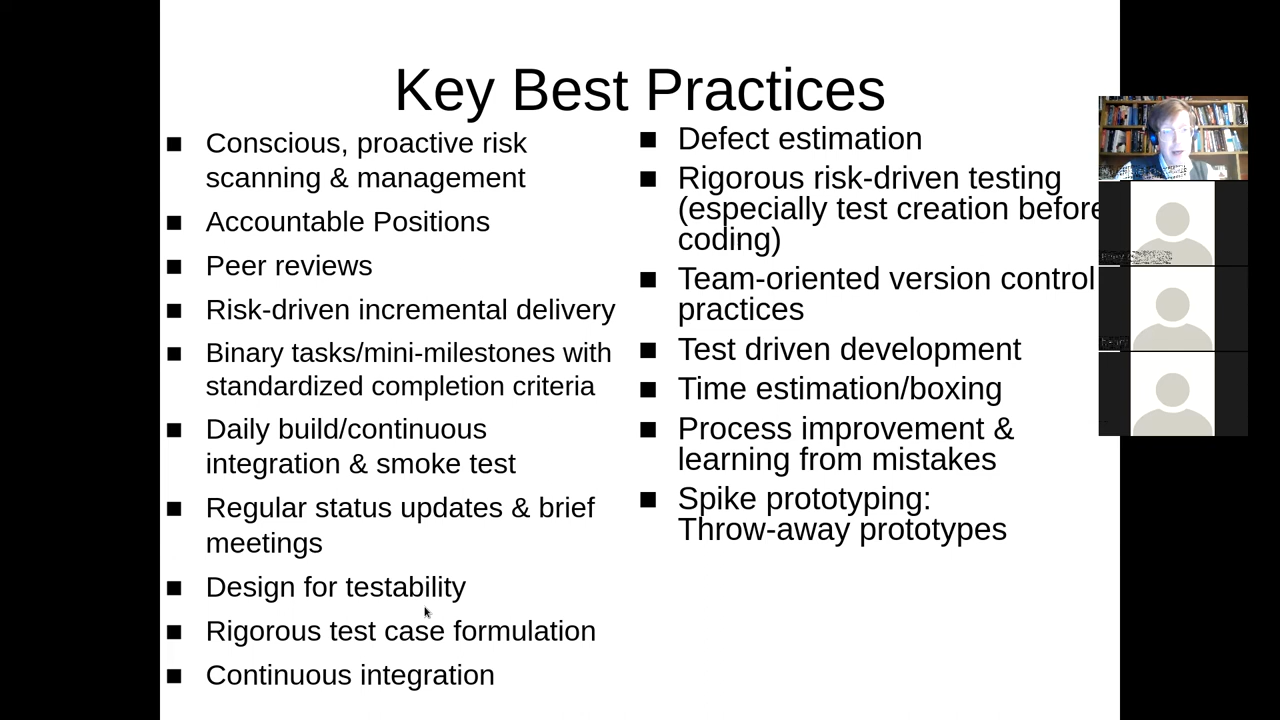 Key Best Practices
Conscious, proactive risk
scanning & management
Accountable Positions
Peer reviews
Risk-driven incremental delivery
Binary tasks/mini-milestones with
standardized completion criteria
Daily build/continuous
integration & smoke test
Regular status updates & brief
meetings
Design for testability
Rigorous test case formulation
Continuous integration
Defect estimation
Rigorous risk-driven testing
(especially test creation before
coding)
Team-oriented version control
practices
Test driven development
Time estimation/boxing
Process improvement &
learning from mistakes
Spike prototyping:
Throw-away prototypes